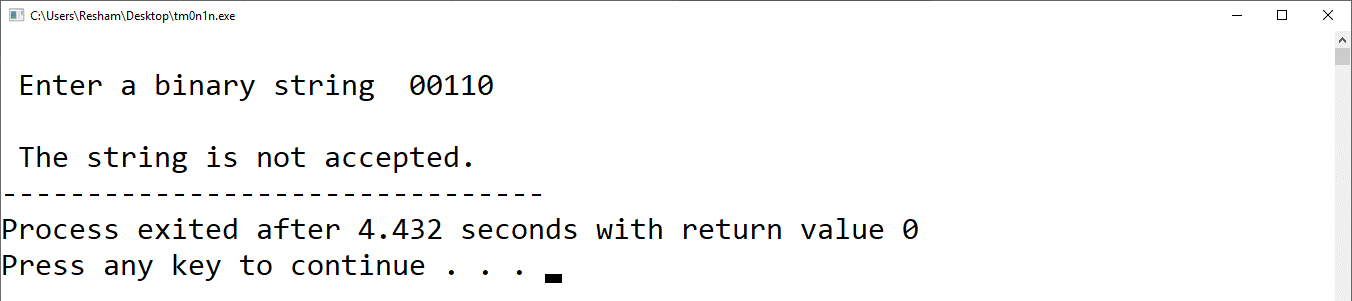 C:\Users\Resham\Desktop\tm0n1n.exe
Enter a binary string  00110
The string is not accepted.
--------------------------------
Process exited after 4.432 seconds with return value 0
Press any key to continue . . .